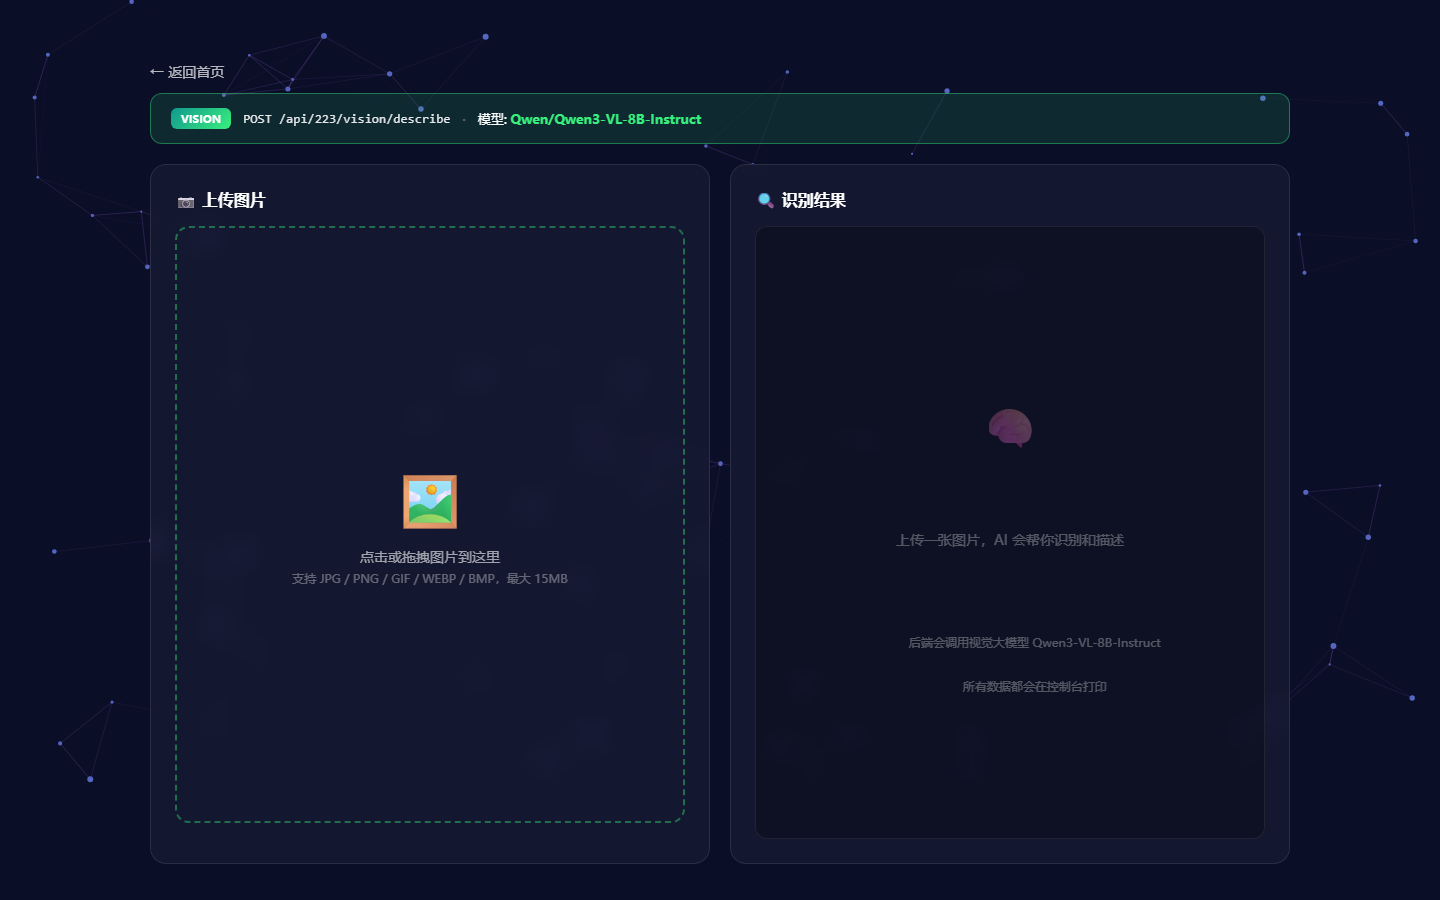 ← 返回首页
VISION POST /api/223/vision/describe · 模型: Qwen/Qwen3-VL-8B-Instruct
上传图片
点击或拖拽图片到这里
支持 JPG / PNG / GIF / WEBP / BMP，最大 15MB
识别结果
上传一张图片，AI 会帮你识别和描述
后端会调用视觉大模型 Qwen3-VL-8B-Instruct
所有数据都会在控制台打印